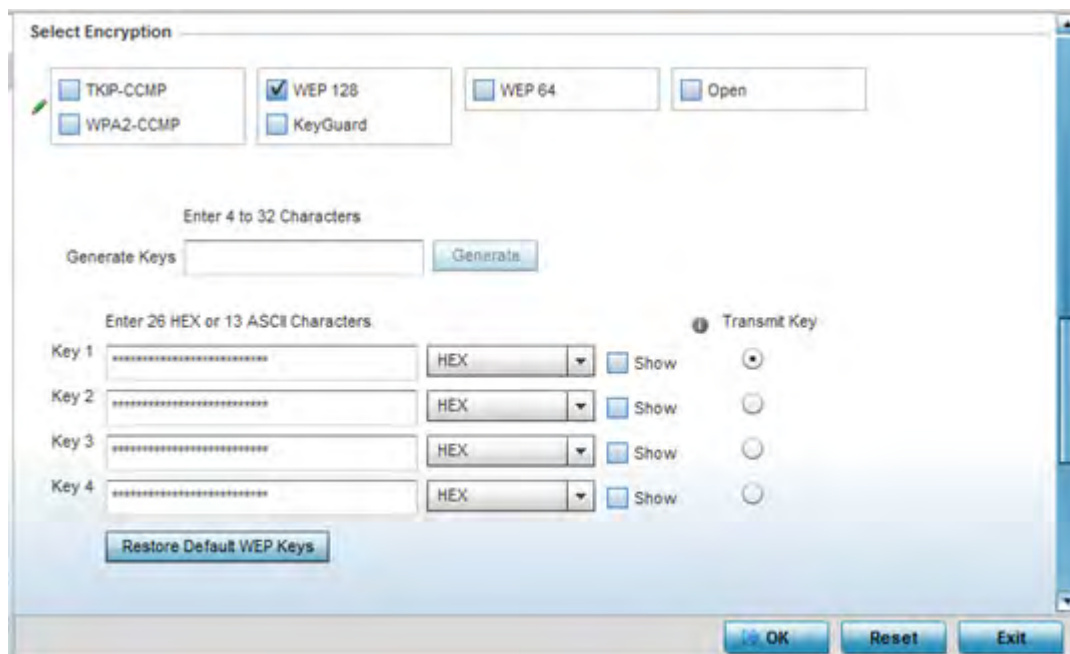 Select Encryption
TKIP-CCMP WEP 128 WEP 64 Open
WPA2-CCMP KeyGuard
Enter 4 to 32 Characters
Generate Keys Generate
Enter 26 HEX or 13 ASCII Characters Transmit Key
Key 1 ************************** HEX Show
Key 2 ************************** HEX Show
Key 3 ************************** HEX Show
Key 4 ************************** HEX Show
Restore Default WEP Keys
OK Reset Exit